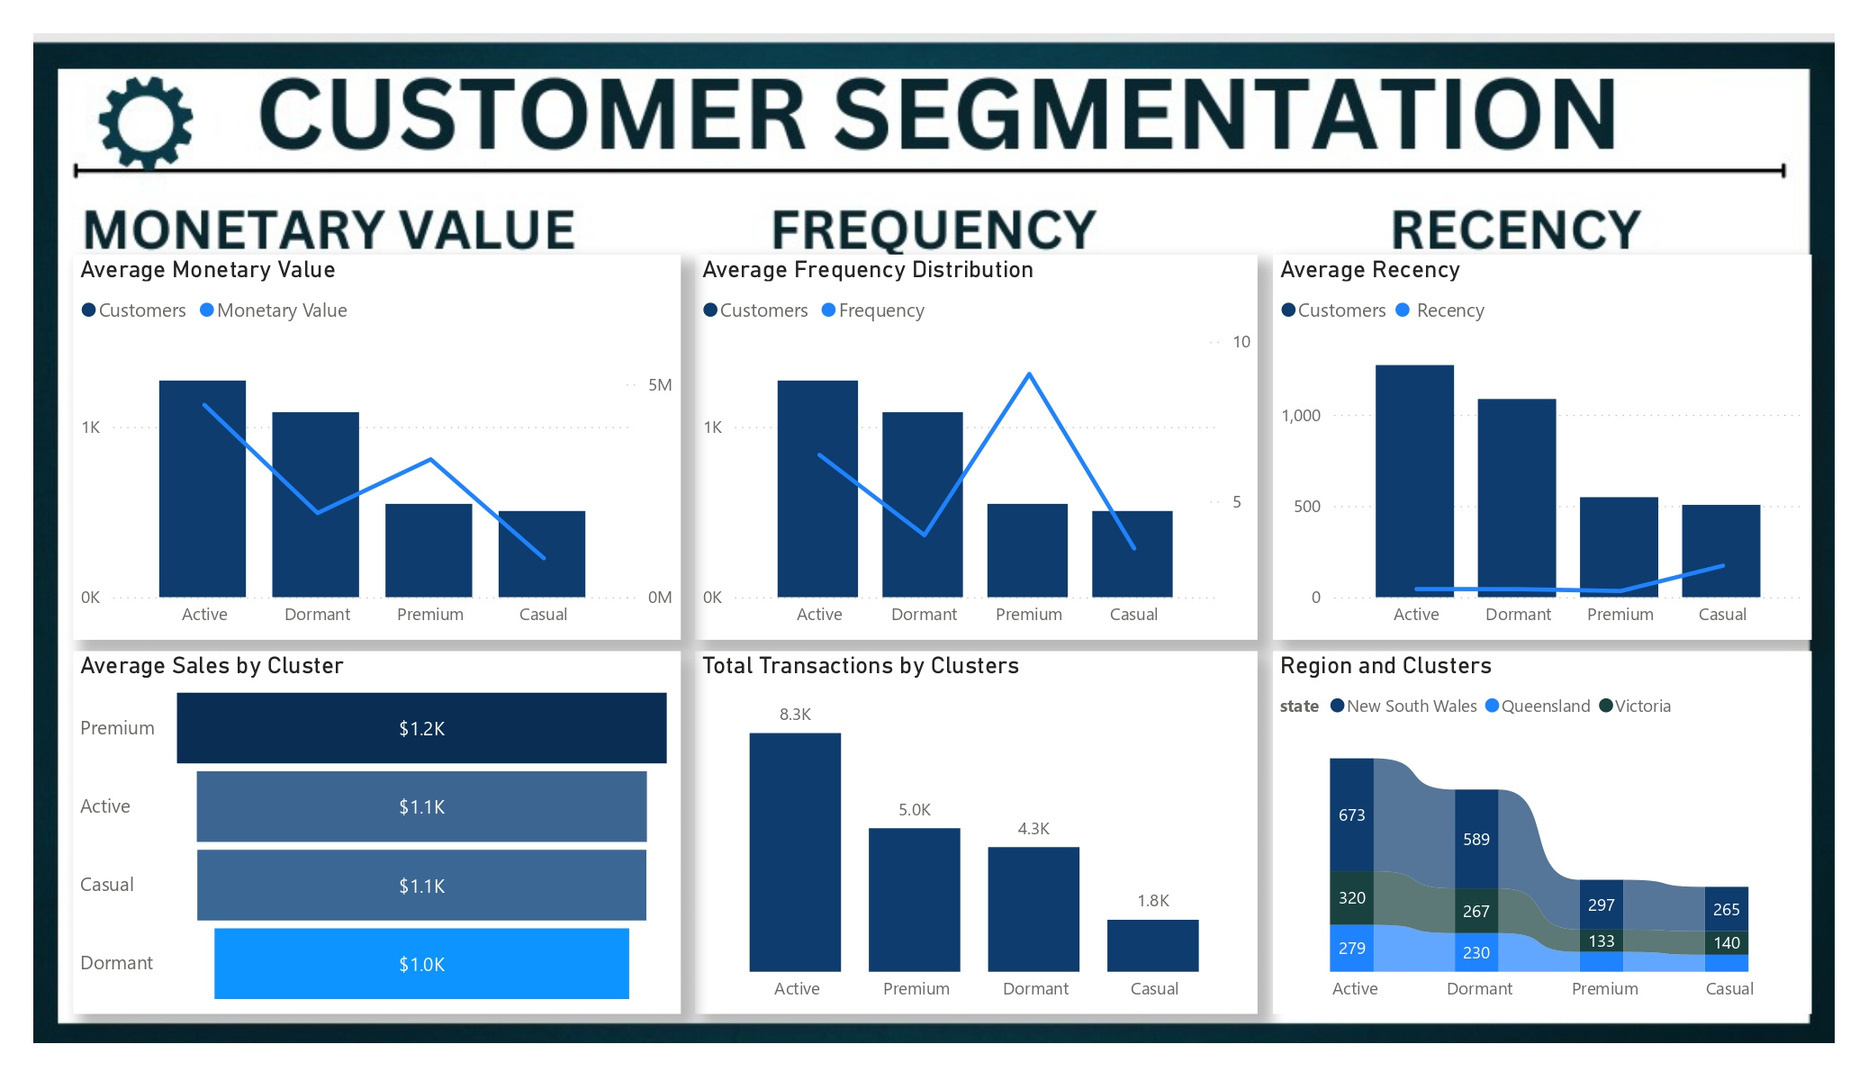 CUSTOMER SEGMENTATION
MONETARY VALUE
FREQUENCY
RECENCY
Average Monetary Value
Customers Monetary Value
5M
1K
0K
0M
Active Dormant Premium Casual
Average Frequency Distribution
Customers Frequency
10
1K
5
0K
Active Dormant Premium Casual
Average Recency
Customers Recency
1,000
500
0
Active Dormant Premium Casual
Average Sales by Cluster
Premium $1.2K
Active $1.1K
Casual $1.1K
Dormant $1.0K
Total Transactions by Clusters
8.3K
5.0K
4.3K
1.8K
Active Premium Dormant Casual
Region and Clusters
state New South Wales Queensland Victoria
673
589
320
267
297
265
279
230
133
140
Active Dormant Premium Casual